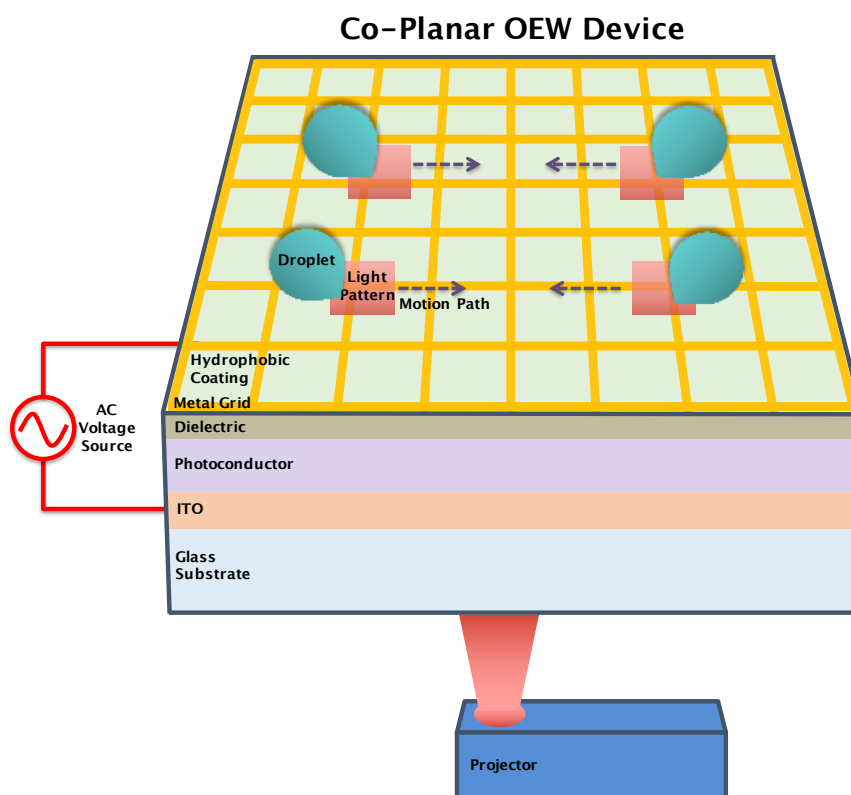 Co-Planar OEW Device
Droplet
Light
Pattern
Motion Path
Hydrophobic
Coating
Metal Grid
AC
Voltage
Source
Dielectric
Photoconductor
ITO
Glass
Substrate
Projector